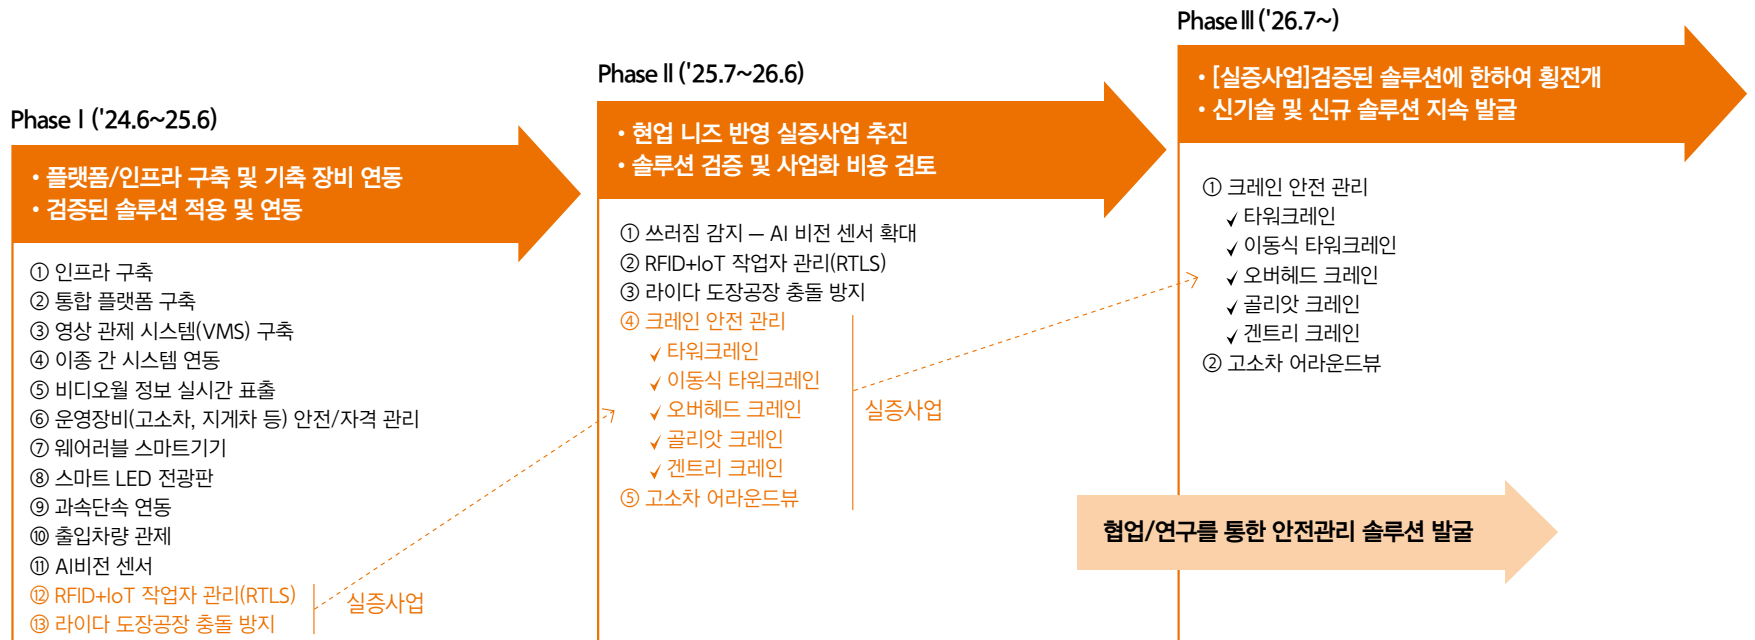 Phase Ⅰ ('24.6~25.6)
• 플랫폼/인프라 구축 및 기축 장비 연동
• 검증된 솔루션 적용 및 연동
① 인프라 구축
② 통합 플랫폼 구축
③ 영상 관제 시스템(VMS) 구축
④ 이종 간 시스템 연동
⑤ 비디오월 정보 실시간 표출
⑥ 운영장비(고소차, 지게차 등) 안전/자격 관리
⑦ 웨어러블 스마트기기
⑧ 스마트 LED 전광판
⑨ 과속단속 연동
⑩ 출입차량 관제
⑪ AI비전 센서
⑫ RFID+IoT 작업자 관리(RTLS)
⑬ 라이다 도장공장 충돌 방지
실증사업
Phase Ⅱ ('25.7~26.6)
• 현업 니즈 반영 실증사업 추진
• 솔루션 검증 및 사업화 비용 검토
① 쓰러짐 감지 – AI 비전 센서 확대
② RFID+IoT 작업자 관리(RTLS)
③ 라이다 도장공장 충돌 방지
④ 크레인 안전 관리
✓ 타워크레인
✓ 이동식 타워크레인
✓ 오버헤드 크레인
✓ 골리앗 크레인
✓ 겐트리 크레인
⑤ 고소차 어라운드뷰
실증사업
Phase Ⅲ ('26.7~)
• [실증사업]검증된 솔루션에 한하여 횡전개
• 신기술 및 신규 솔루션 지속 발굴
① 크레인 안전 관리
✓ 타워크레인
✓ 이동식 타워크레인
✓ 오버헤드 크레인
✓ 골리앗 크레인
✓ 겐트리 크레인
② 고소차 어라운드뷰
협업/연구를 통한 안전관리 솔루션 발굴